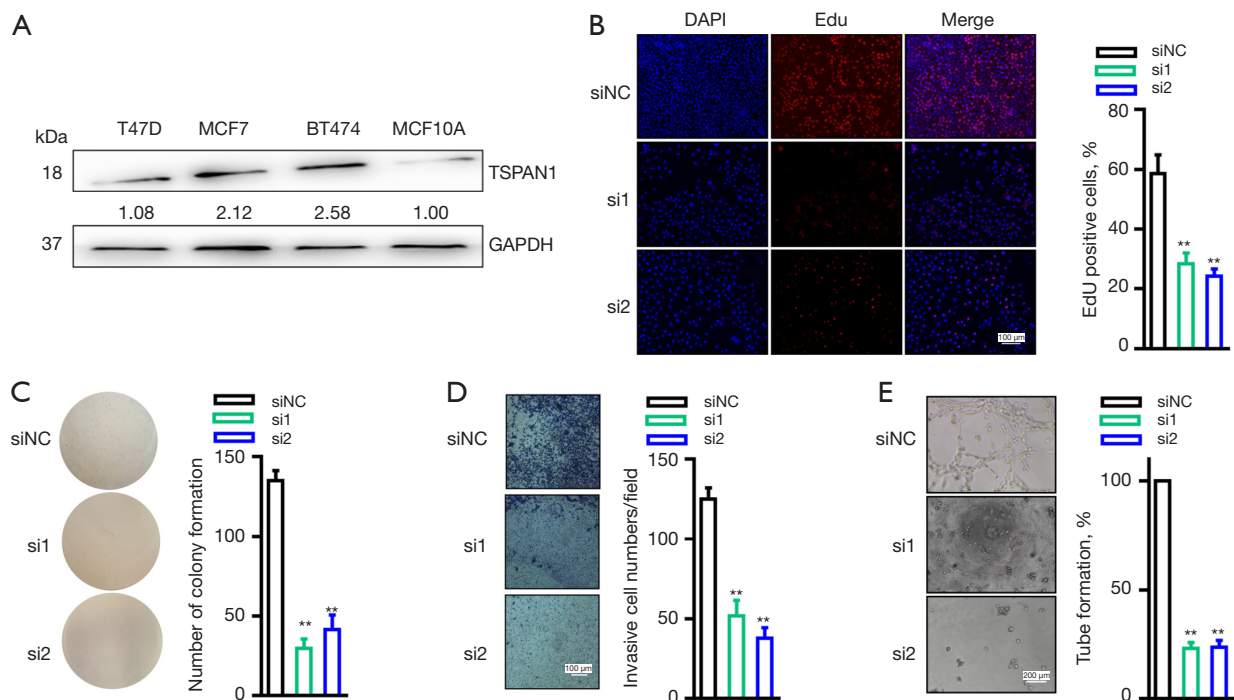 A
kDa
T47D MCF7 BT474 MCF10A
18 TSPAN1
1.08 2.12 2.58 1.00
37 GAPDH
B
DAPI Edu Merge
siNC
si1
si2
100 μm
siNC
si1
si2
EdU positive cells, %
80
60
40
20
0
**
**
C
siNC
si1
si2
siNC
si1
si2
Number of colony formation
150
100
50
0
**
**
D
siNC
si1
si2
100 μm
siNC
si1
si2
Invasive cell numbers/field
150
100
50
0
**
**
E
siNC
si1
si2
200 μm
siNC
si1
si2
Tube formation, %
100
50
0
**
**